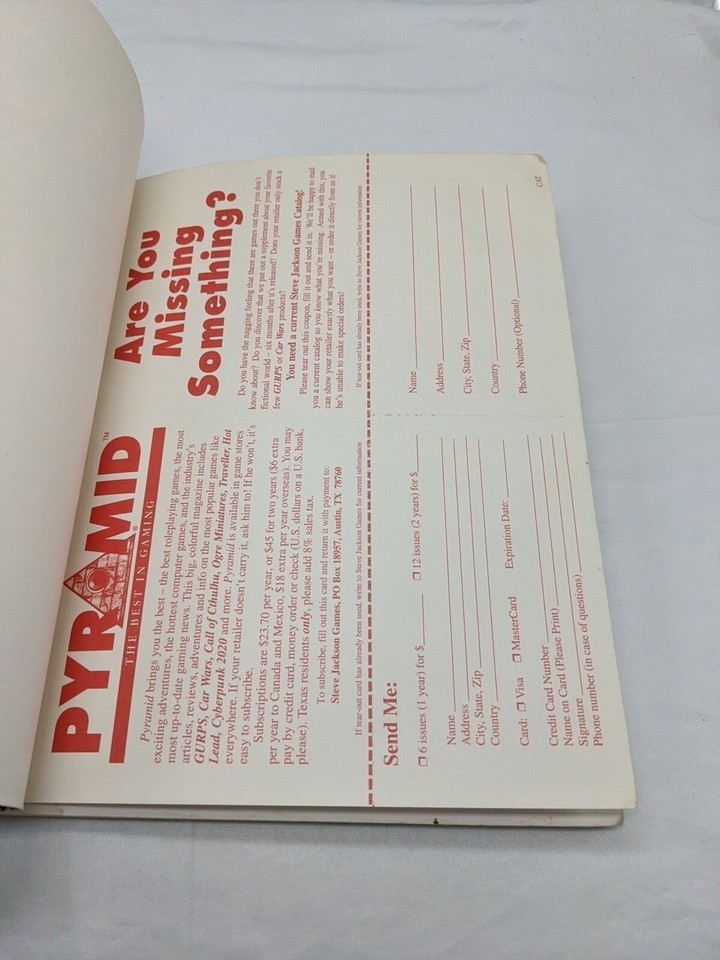 PYRAMID™
THE BEST IN GAMING®
Pyramid brings you the best – the best roleplaying games, the most
exciting adventures, the hottest computer games, and the industry's
most up-to-date gaming news. This big, colorful magazine includes
articles, reviews, adventures and info on the most popular games like
GURPS, Car Wars, Call of Cthulhu, Ogre Miniatures, Traveller, Hot
Lead, Cyberpunk 2020 and more. Pyramid is available in game stores
everywhere. If your retailer doesn't carry it, ask him to! If he won't, it's
easy to subscribe.
Subscriptions are $23.70 per year, or $45 for two years ($6 extra
per year to Canada and Mexico, $18 extra per year overseas). You may
pay by credit card, money order or check (U.S. dollars on a U.S. bank,
please). Texas residents only, please add 8% sales tax.
To subscribe, fill out this card and return it with payment to:
Steve Jackson Games, PO Box 18957, Austin, TX 78760
If tear-out card has already been used, write to Steve Jackson Games for current information
Send Me:
❒ 6 issues (1 year) for $
❒ 12 issues (2 years) for $
Name
Address
City, State, Zip
Country
Card: ❒ Visa ❒ MasterCard Expiration Date:
Credit Card Number
Name on Card (Please Print)
Signature
Phone number (in case of questions)
Are You
Missing
Something?
Do you have the nagging feeling that there are games out there you don't
know about? Do you discover that we put out a supplement about your favorite
fictional world – six months after it's released? Does your retailer only stock a
few GURPS or Car Wars products?
You need a current Steve Jackson Games Catalog!
Please tear out this coupon, fill it out and send it in. We'll be happy to mail
you a current catalog so you know what you're missing. Armed with this, you
can show your retailer exactly what you want – or order it directly from us if
he's unable to make special orders!
If tear-out card has already been used, write to Steve Jackson Games for current information
Name
Address
City, State, Zip
Country
Phone Number (Optional)
CAT